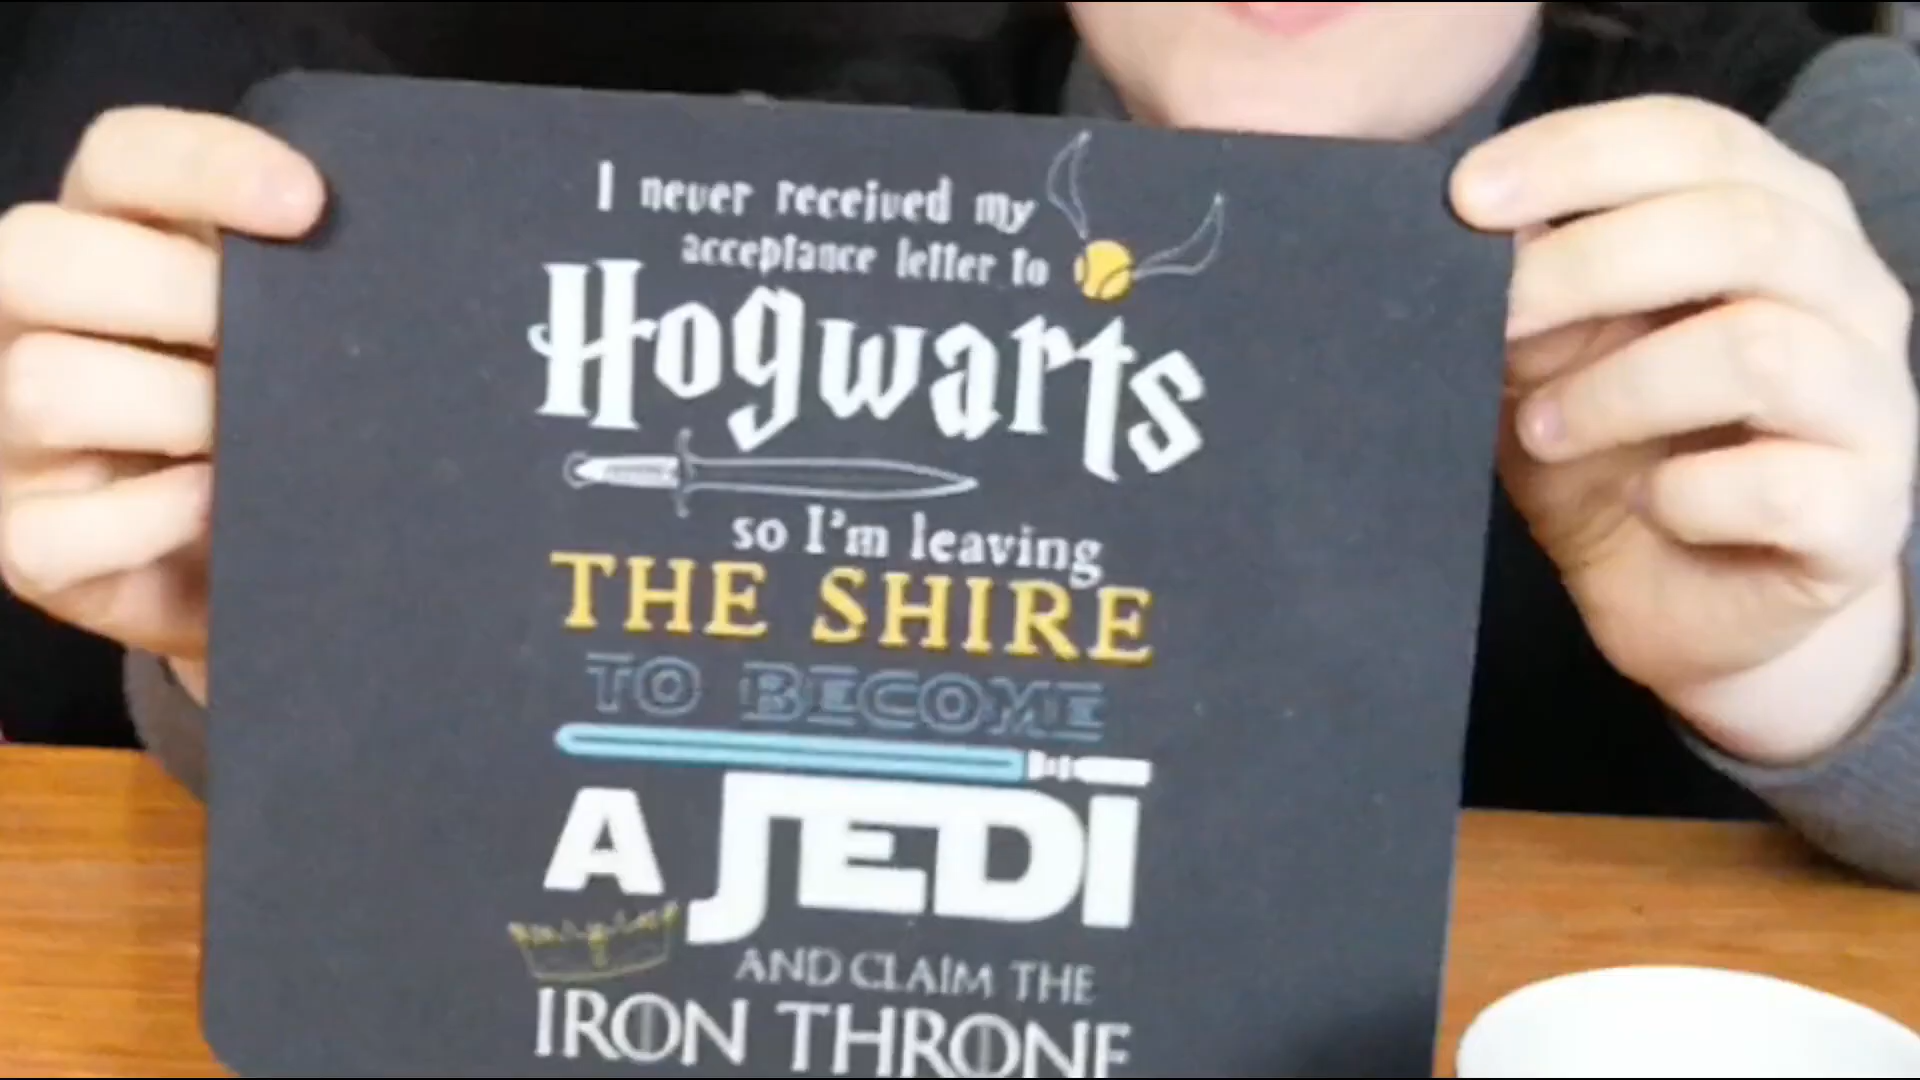 I never received my
acceptance letter to
Hogwarts
so I'm leaving
THE SHIRE
TO BECOME
A JEDI
AND CLAIM THE
IRON THRONE